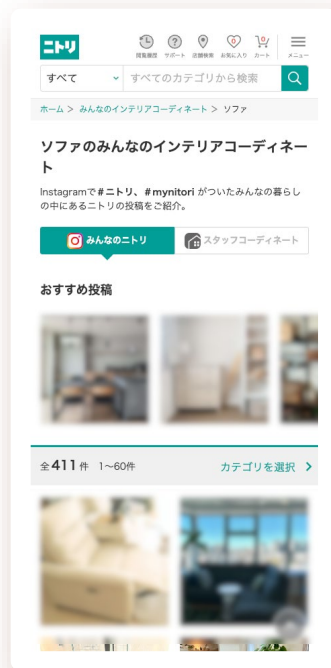 ニトリ
閲覧履歴 サポート 店舗検索 お気に入り カート メニュー
0 0
すべて すべてのカテゴリから検索
ホーム > みんなのインテリアコーディネート > ソファ
ソファのみんなのインテリアコーディネー
ト
Instagramで#ニトリ、#mynitori がついたみんなの暮らし
の中にあるニトリの投稿をご紹介。
みんなのニトリ スタッフコーディネート
おすすめ投稿
全411件 1〜60件 カテゴリを選択